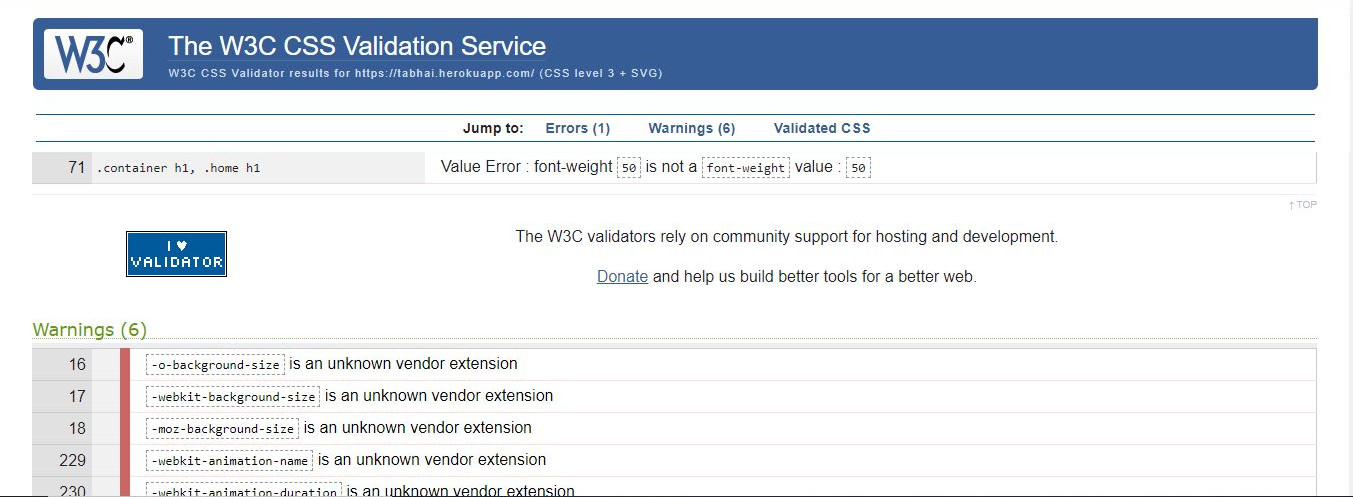 W3C®
The W3C CSS Validation Service
W3C CSS Validator results for https://tabhai.herokuapp.com/ (CSS level 3 + SVG)
Jump to: Errors (1) Warnings (6) Validated CSS
71 .container h1, .home h1 Value Error : font-weight 50 is not a font-weight value : 50
↑ TOP
I ♥
VALIDATOR
The W3C validators rely on community support for hosting and development.
Donate and help us build better tools for a better web.
Warnings (6)
16 -o-background-size is an unknown vendor extension
17 -webkit-background-size is an unknown vendor extension
18 -moz-background-size is an unknown vendor extension
229 -webkit-animation-name is an unknown vendor extension
230 -webkit-animation-duration is an unknown vendor extension